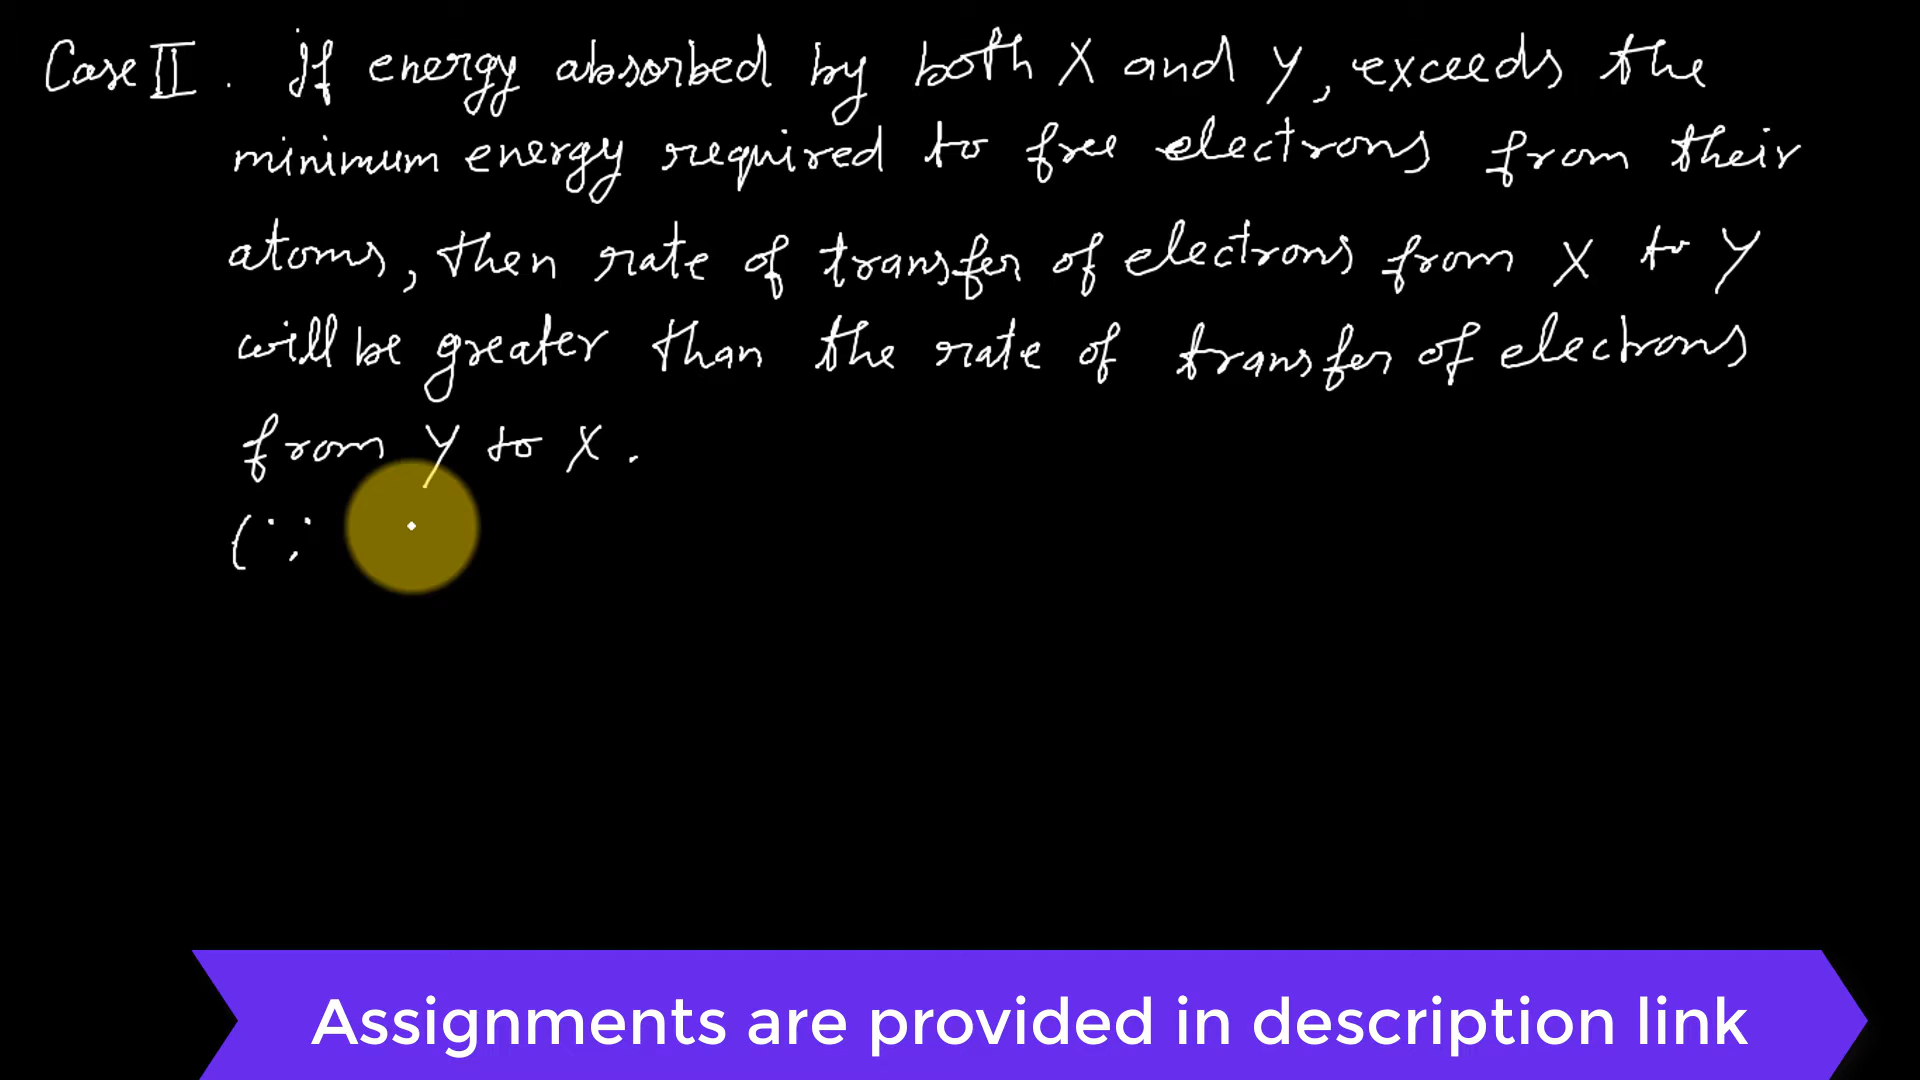 Case II. If energy absorbed by both X and Y, exceeds the
minimum energy required to free electrons from their
atoms, then rate of transfer of electrons from X to Y
will be greater than the rate of transfer of electrons
from Y to X.
(∵
Assignments are provided in description link